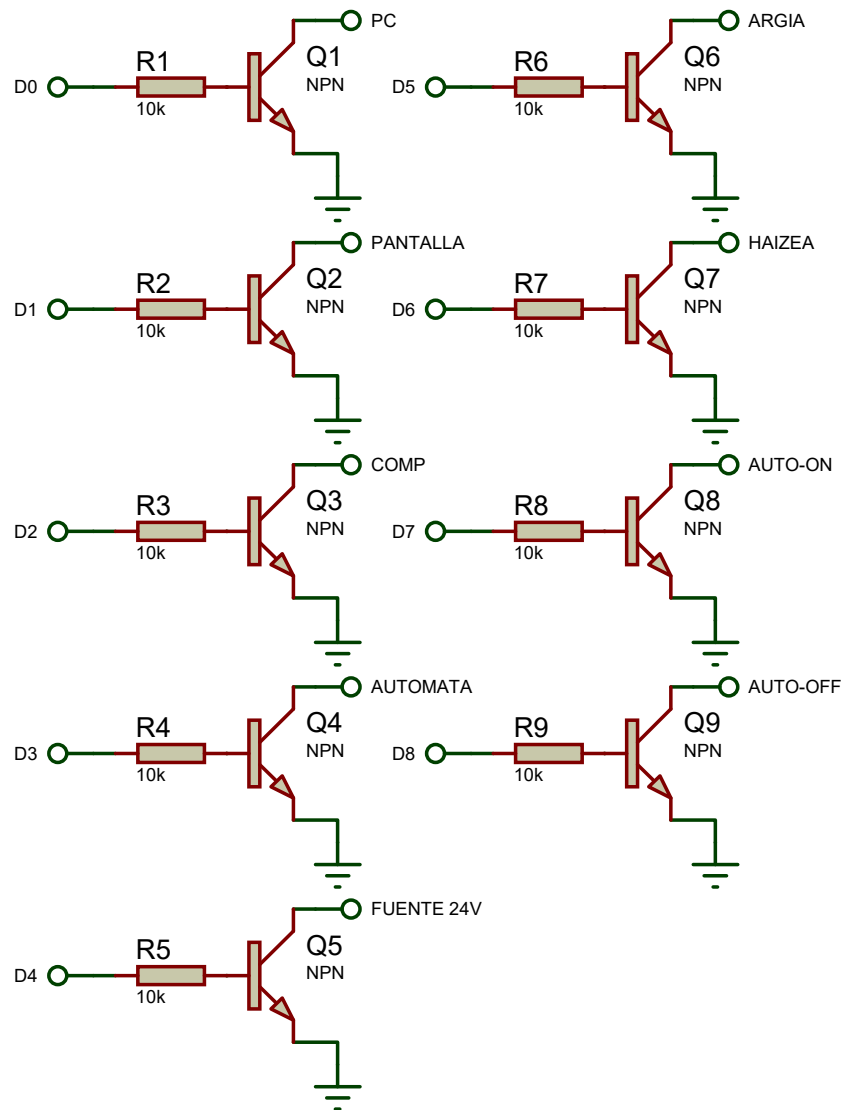 PC
R1
Q1
D0
10k
NPN
PANTALLA
R2
Q2
D1
10k
NPN
COMP
R3
Q3
D2
10k
NPN
AUTOMATA
R4
Q4
D3
10k
NPN
FUENTE 24V
R5
Q5
D4
10k
NPN
ARGIA
R6
Q6
D5
10k
NPN
HAIZEA
R7
Q7
D6
10k
NPN
AUTO-ON
R8
Q8
D7
10k
NPN
AUTO-OFF
R9
Q9
D8
10k
NPN